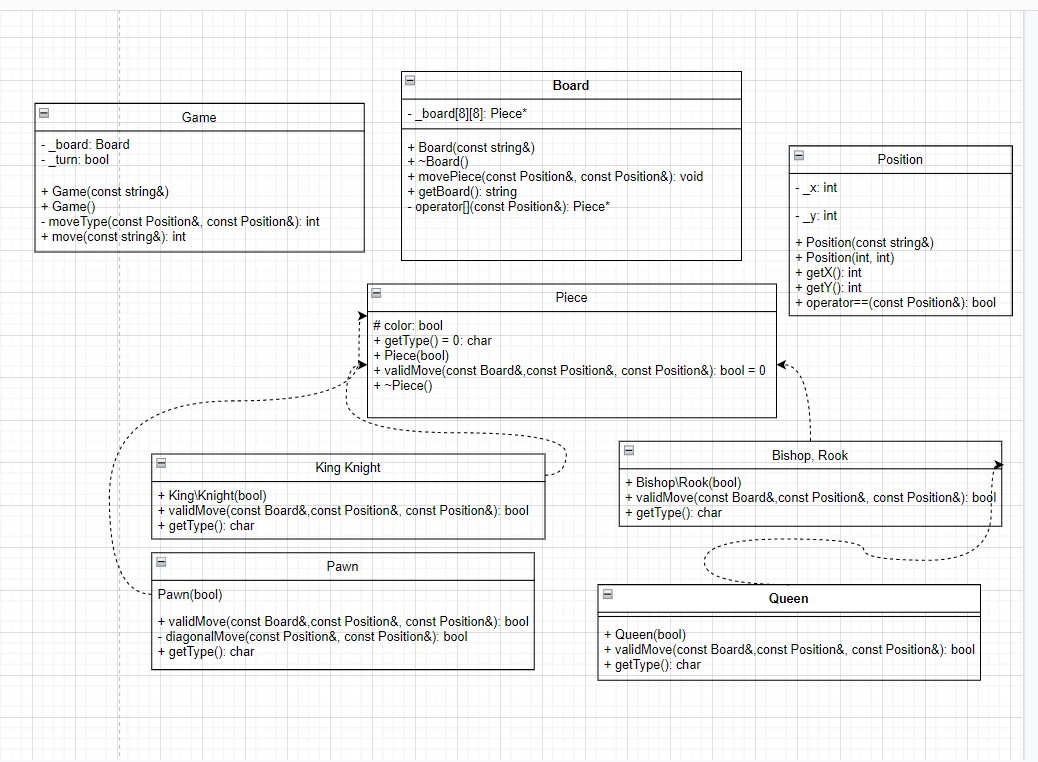 Game
- _board: Board
- _turn: bool
+ Game(const string&)
+ Game()
- moveType(const Position&, const Position&): int
+ move(const string&): int
Board
- _board[8][8]: Piece*
+ Board(const string&)
+ ~Board()
+ movePiece(const Position&, const Position&): void
+ getBoard(): string
- operator[](const Position&): Piece*
Position
- _x: int
- _y: int
+ Position(const string&)
+ Position(int, int)
+ getX(): int
+ getY(): int
+ operator==(const Position&): bool
Piece
# color: bool
+ getType() = 0: char
+ Piece(bool)
+ validMove(const Board&,const Position&, const Position&): bool = 0
+ ~Piece()
King Knight
+ King\Knight(bool)
+ validMove(const Board&,const Position&, const Position&): bool
+ getType(): char
Bishop, Rook
+ Bishop\Rook(bool)
+ validMove(const Board&,const Position&, const Position&): bool
+ getType(): char
Pawn
Pawn(bool)
+ validMove(const Board&,const Position&, const Position&): bool
- diagonalMove(const Position&, const Position&): bool
+ getType(): char
Queen
+ Queen(bool)
+ validMove(const Board&,const Position&, const Position&): bool
+ getType(): char